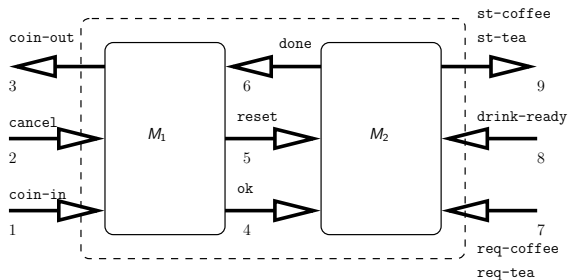 st-coffee
coin-out
done
st-tea
3
6
9
cancel
reset
drink-ready
M1
M2
2
5
8
coin-in
ok
1
4
7
req-coffee
req-tea